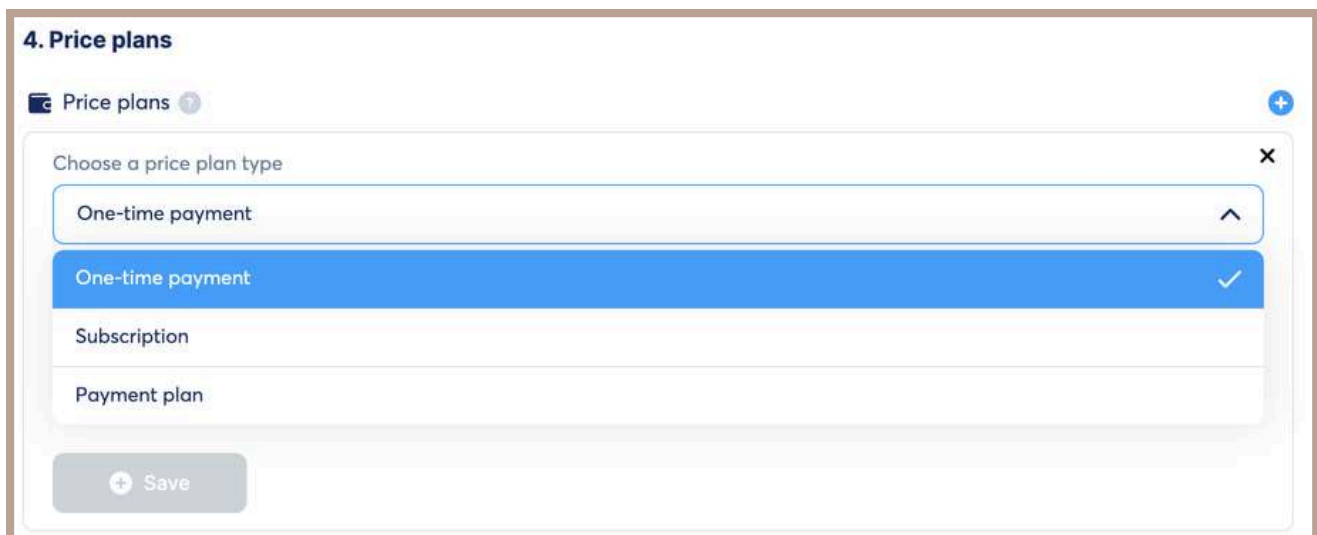 4. Price plans
Price plans ?
Choose a price plan type
One-time payment
One-time payment
Subscription
Payment plan
Save